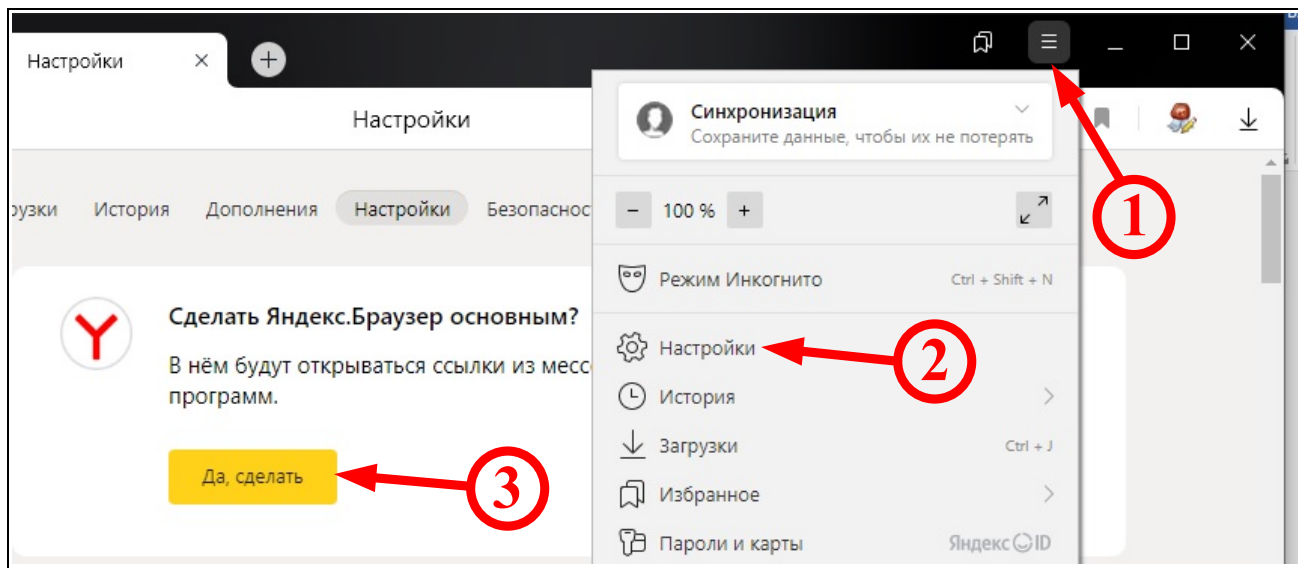 Настройки
Настройки
Синхронизация
Сохраните данные, чтобы их не потерять
1
рузки История Дополнения Настройки Безопаснос
– 100 % +
Режим Инкогнито Ctrl + Shift + N
Сделать Яндекс.Браузер основным?
В нём будут открываться ссылки из месс
программ.
Да, сделать
3
Настройки
2
История
Загрузки Ctrl + J
Избранное
Пароли и карты Яндекс ID